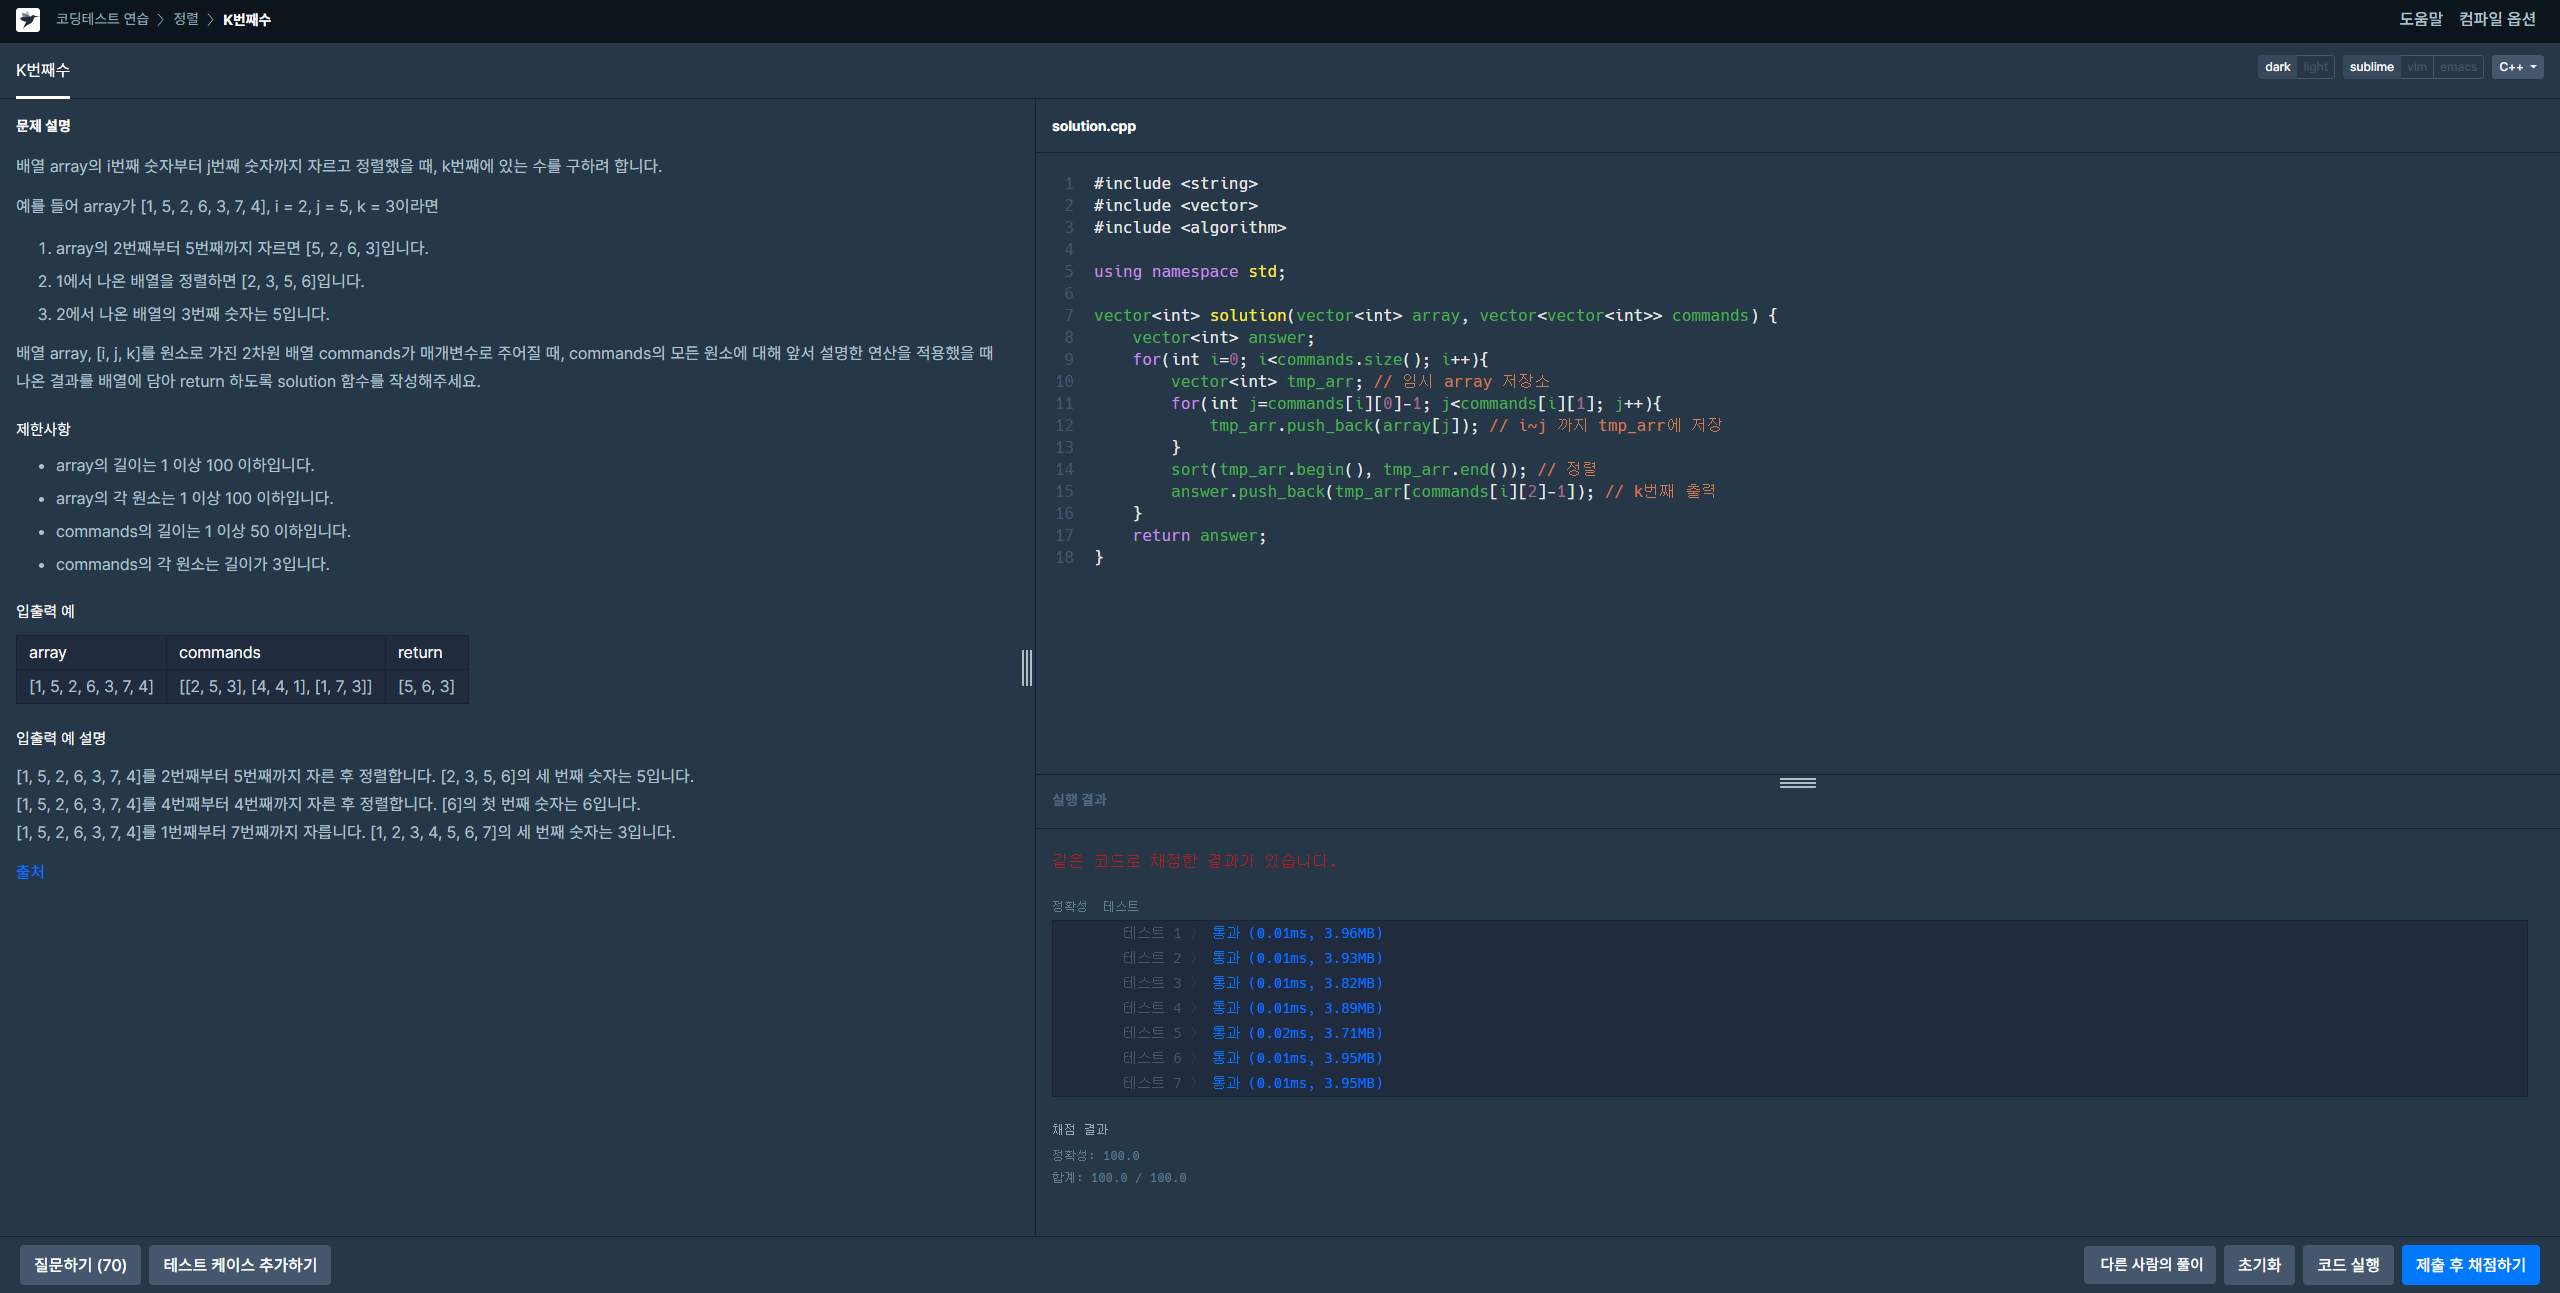 코딩테스트 연습 > 정렬 > K번째수
도움말 컴파일 옵션
K번째수
dark light sublime vim emacs C++
문제 설명
배열 array의 i번째 숫자부터 j번째 숫자까지 자르고 정렬했을 때, k번째에 있는 수를 구하려 합니다.
예를 들어 array가 [1, 5, 2, 6, 3, 7, 4], i = 2, j = 5, k = 3이라면
1. array의 2번째부터 5번째까지 자르면 [5, 2, 6, 3]입니다.
2. 1에서 나온 배열을 정렬하면 [2, 3, 5, 6]입니다.
3. 2에서 나온 배열의 3번째 숫자는 5입니다.
배열 array, [i, j, k]를 원소로 가진 2차원 배열 commands가 매개변수로 주어질 때, commands의 모든 원소에 대해 앞서 설명한 연산을 적용했을 때
나온 결과를 배열에 담아 return 하도록 solution 함수를 작성해주세요.
제한사항
• array의 길이는 1 이상 100 이하입니다.
• array의 각 원소는 1 이상 100 이하입니다.
• commands의 길이는 1 이상 50 이하입니다.
• commands의 각 원소는 길이가 3입니다.
입출력 예
array commands return
[1, 5, 2, 6, 3, 7, 4] [[2, 5, 3], [4, 4, 1], [1, 7, 3]] [5, 6, 3]
입출력 예 설명
[1, 5, 2, 6, 3, 7, 4]를 2번째부터 5번째까지 자른 후 정렬합니다. [2, 3, 5, 6]의 세 번째 숫자는 5입니다.
[1, 5, 2, 6, 3, 7, 4]를 4번째부터 4번째까지 자른 후 정렬합니다. [6]의 첫 번째 숫자는 6입니다.
[1, 5, 2, 6, 3, 7, 4]를 1번째부터 7번째까지 자릅니다. [1, 2, 3, 4, 5, 6, 7]의 세 번째 숫자는 3입니다.
출처
solution.cpp
1 #include <string>
2 #include <vector>
3 #include <algorithm>
4
5 using namespace std;
6
7 vector<int> solution(vector<int> array, vector<vector<int>> commands) {
8     vector<int> answer;
9     for(int i=0; i<commands.size(); i++){
10         vector<int> tmp_arr; // 임시 array 저장소
11         for(int j=commands[i][0]-1; j<commands[i][1]; j++){
12             tmp_arr.push_back(array[j]); // i~j 까지 tmp_arr에 저장
13         }
14         sort(tmp_arr.begin(), tmp_arr.end()); // 정렬
15         answer.push_back(tmp_arr[commands[i][2]-1]); // k번째 출력
16     }
17     return answer;
18 }
실행 결과
같은 코드로 채점한 결과가 있습니다.
정확성 테스트
테스트 1 〉 통과 (0.01ms, 3.96MB)
테스트 2 〉 통과 (0.01ms, 3.93MB)
테스트 3 〉 통과 (0.01ms, 3.82MB)
테스트 4 〉 통과 (0.01ms, 3.89MB)
테스트 5 〉 통과 (0.02ms, 3.71MB)
테스트 6 〉 통과 (0.01ms, 3.95MB)
테스트 7 〉 통과 (0.01ms, 3.95MB)
채점 결과
정확성: 100.0
합계: 100.0 / 100.0
질문하기 (70) 테스트 케이스 추가하기 다른 사람의 풀이 초기화 코드 실행 제출 후 채점하기